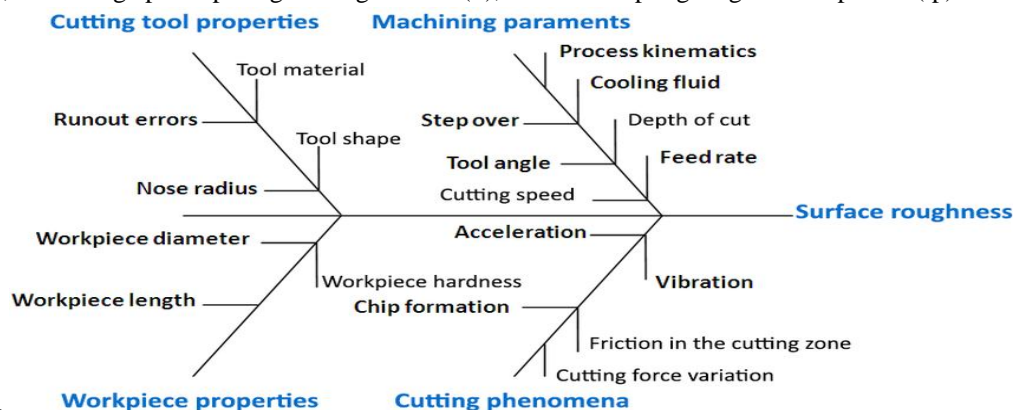 Cutting tool properties
Machining paraments
Process kinematics
Tool material
Cooling fluid
Runout errors
Step over
Depth of cut
Tool shape
Tool angle
Feed rate
Nose radius
Cutting speed
Surface roughness
Workpiece diameter
Acceleration
Workpiece hardness
Vibration
Workpiece length
Chip formation
Friction in the cutting zone
Cutting force variation
Workpiece properties
Cutting phenomena